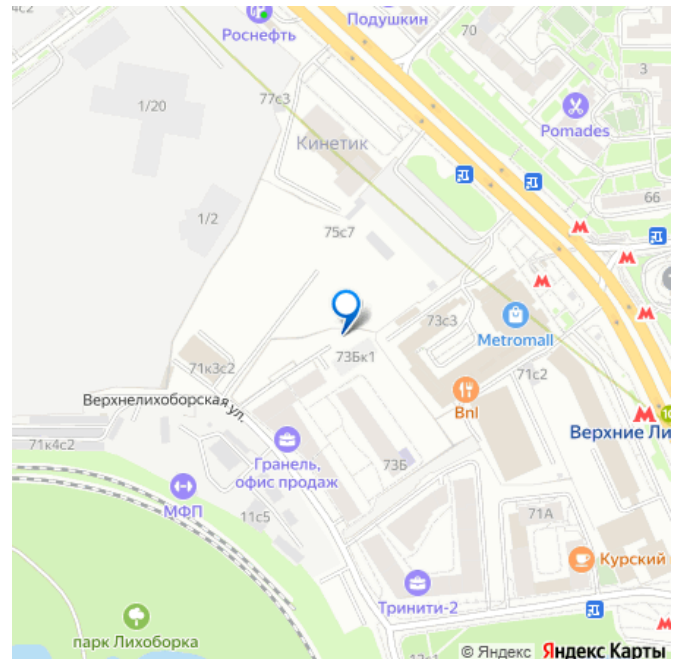 4с2
Подушкин
Роснефть
70
3
77с3
1/20
Кинетик
Pomades
66
1/2
75с7
73с3
Metromall
73Бк1
71к3с2
71с2
Bnl
Верхнелихоборская ул.
Верхние Ли
71к4с2
Гранель,
офис продаж
73Б
МФП
11с5
71А
Курский
Тринити-2
парк Лихоборка
© Яндекс Яндекс Карты